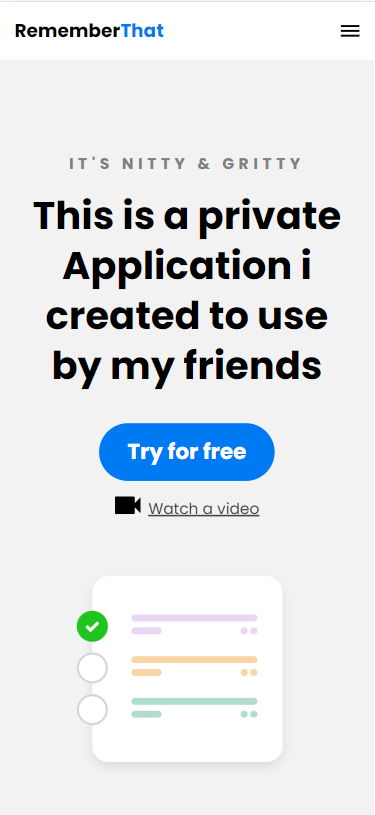 RememberThat
IT'S NITTY & GRITTY
This is a private
Application i
created to use
by my friends
Try for free
Watch a video